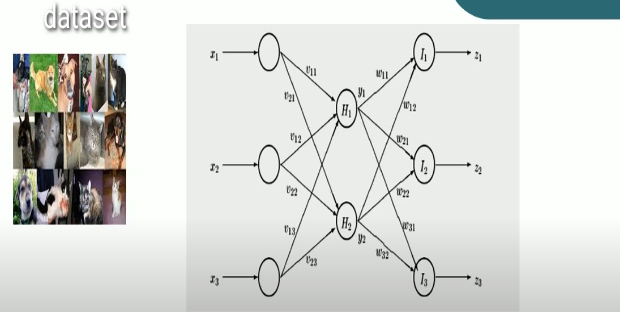 dataset
x1
x2
x3
v11
v21
v12
v22
v13
v23
H1
H2
y1
y2
w11
w12
w21
w22
w31
w32
I1
I2
I3
z1
z2
z3